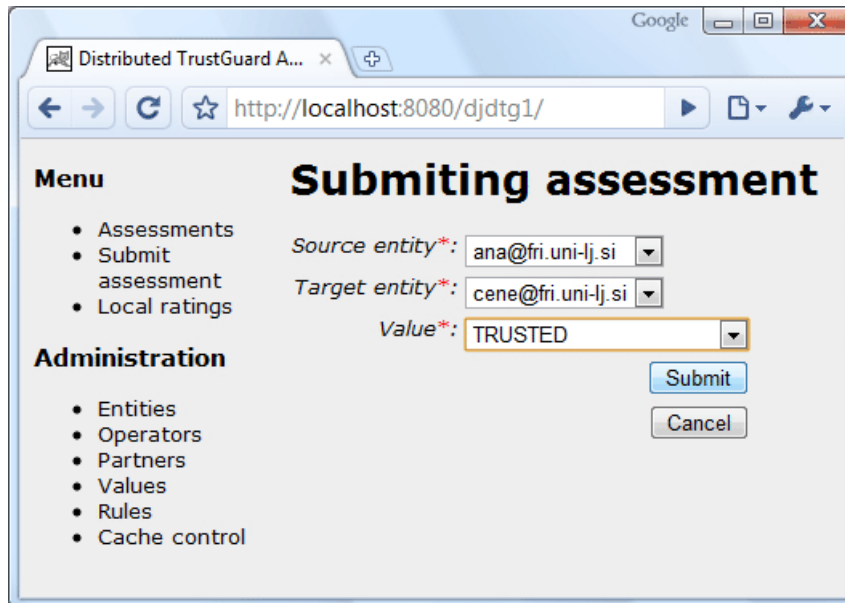 Google
Distributed TrustGuard A...
http://localhost:8080/djdtg1/
Menu
Assessments
Submit
assessment
Local ratings
Administration
Entities
Operators
Partners
Values
Rules
Cache control
Submiting assessment
Source entity*: ana@fri.uni-lj.si
Target entity*: cene@fri.uni-lj.si
Value*: TRUSTED
Submit
Cancel